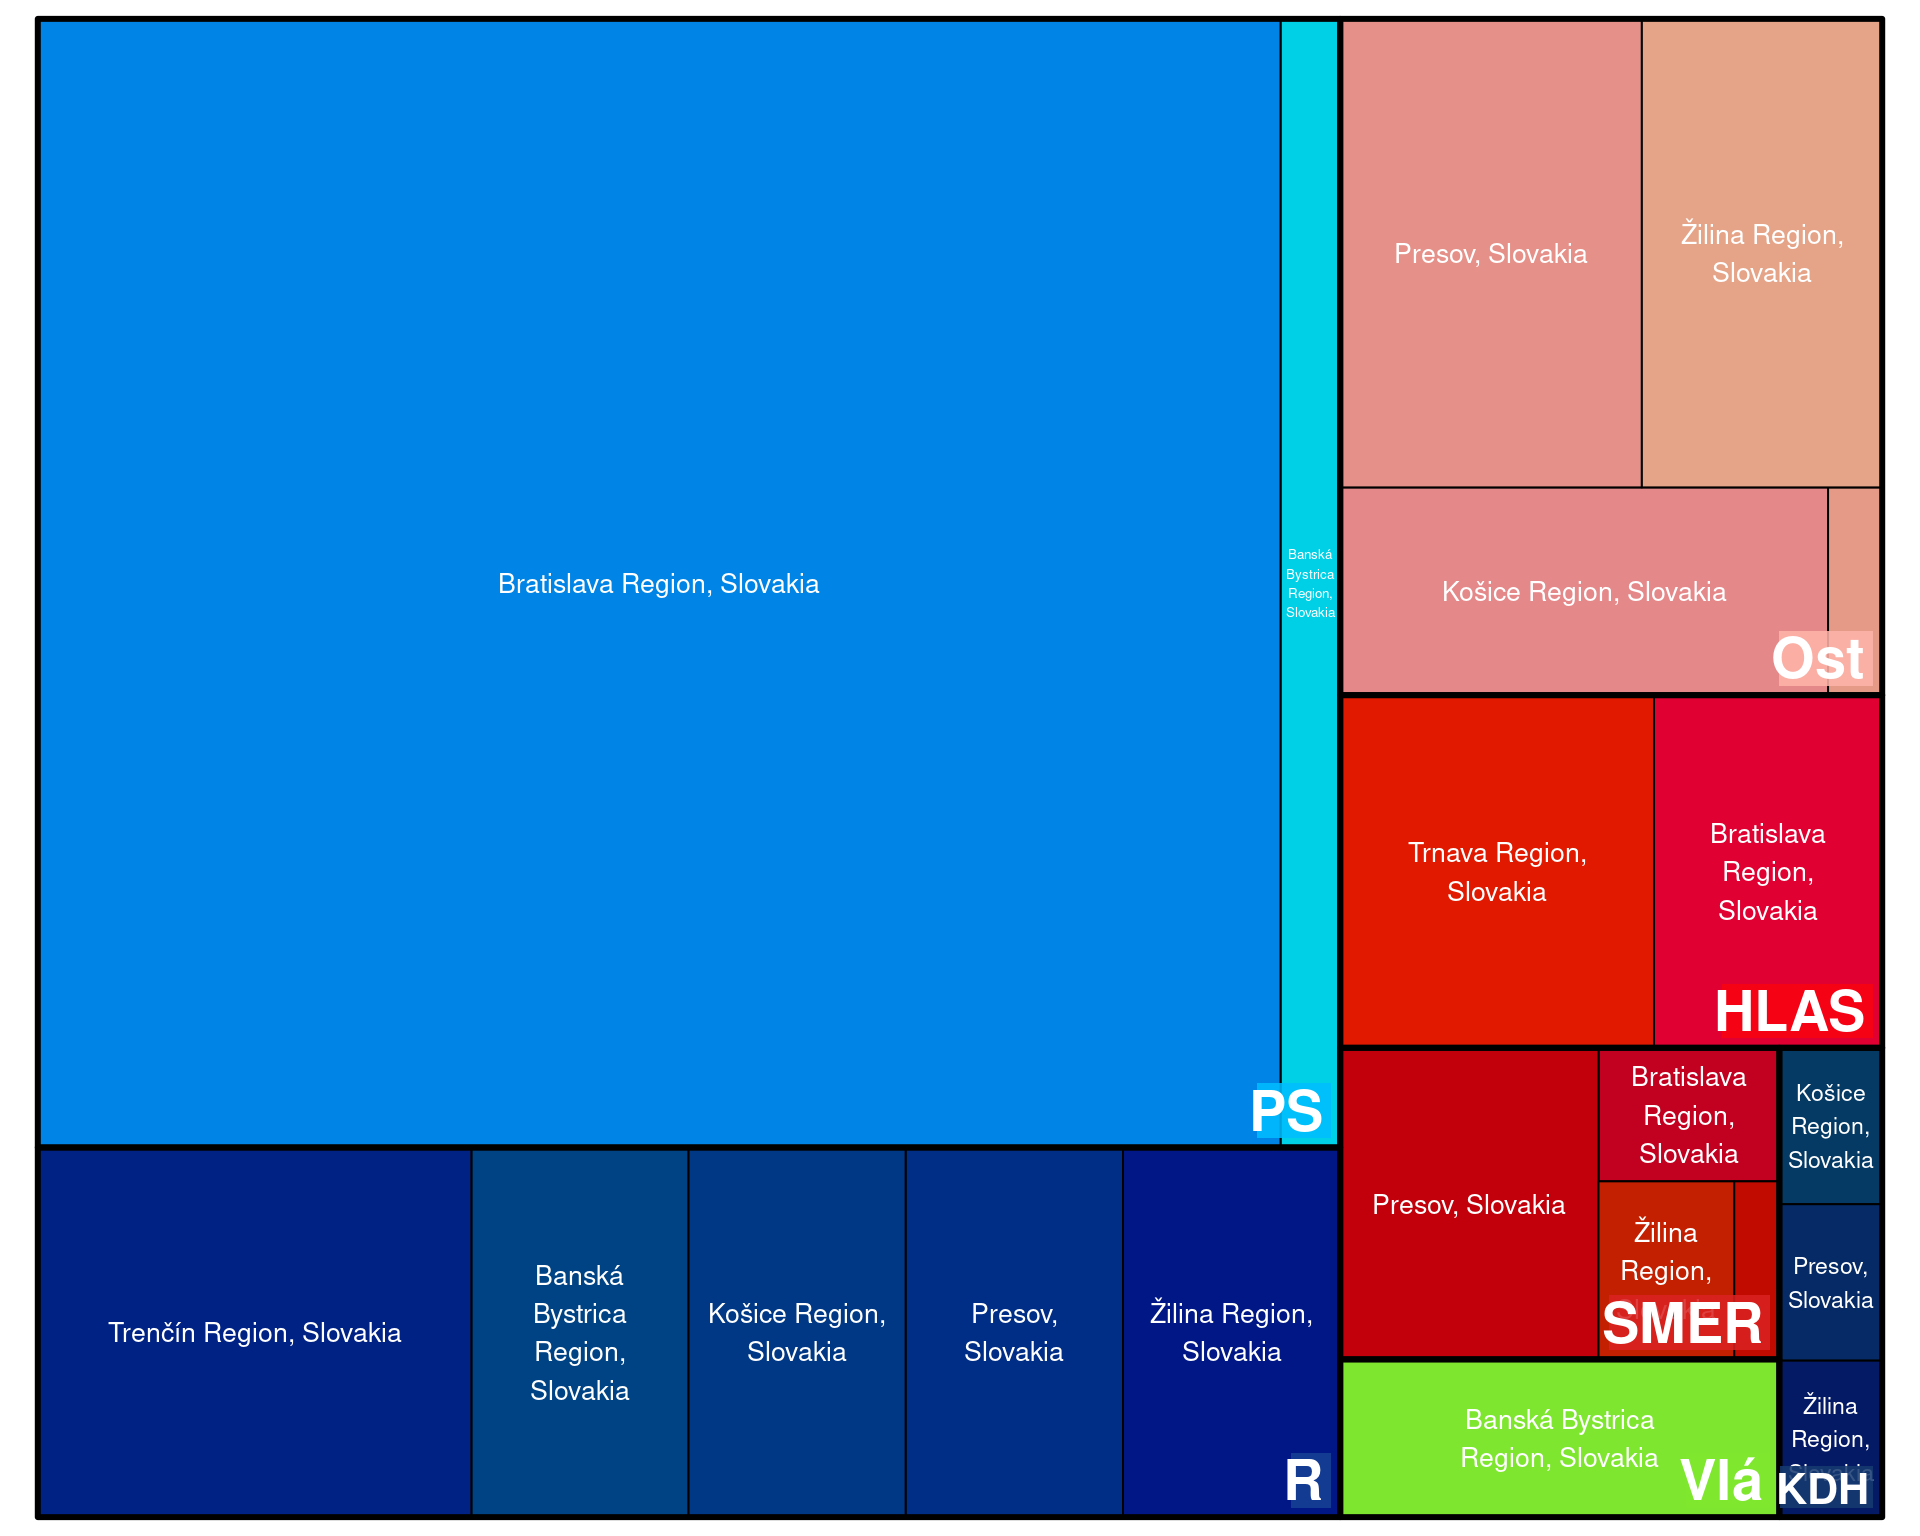 Bratislava Region, Slovakia
Banská
Bystrica
Region,
Slovakia
PS
Trenčín Region, Slovakia
Banská
Bystrica
Region,
Slovakia
Košice Region,
Slovakia
Presov,
Slovakia
Žilina Region,
Slovakia
R
Presov, Slovakia
Žilina Region,
Slovakia
Košice Region, Slovakia
Ost
Trnava Region,
Slovakia
Bratislava
Region,
Slovakia
HLAS
Presov, Slovakia
Bratislava
Region,
Slovakia
Žilina
Region,
SMER
Banská Bystrica
Region, Slovakia
Vlá
Košice
Region,
Slovakia
Presov,
Slovakia
Žilina
Region,
Slovakia
KDH